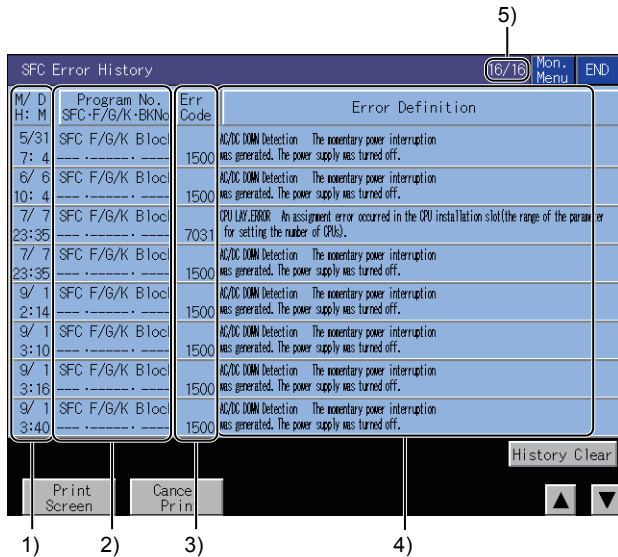 5)
SFC Error History 16/16 Mon. Menu END
M/ D H: M Program No. SFC·F/G/K·BKNo Err Code Error Definition
5/31 SFC F/G/K Bloc AC/DC DOWN Detection The momentary power interruption
7: 4 --- ·-----· ---- 1500 was generated. The power supply was turned off.
6/ 6 SFC F/G/K Bloc AC/DC DOWN Detection The momentary power interruption
10: 4 --- ·-----· ---- 1500 was generated. The power supply was turned off.
7/ 7 SFC F/G/K Bloc CPU LAY.ERROR An assignment error occurred in the CPU installation slot(the range of the parameter
23:35 --- ·-----· ---- 7031 for setting the number of CPUs).
7/ 7 SFC F/G/K Bloc AC/DC DOWN Detection The momentary power interruption
23:35 --- ·-----· ---- 1500 was generated. The power supply was turned off.
9/ 1 SFC F/G/K Bloc AC/DC DOWN Detection The momentary power interruption
2:14 --- ·-----· ---- 1500 was generated. The power supply was turned off.
9/ 1 SFC F/G/K Bloc AC/DC DOWN Detection The momentary power interruption
3:10 --- ·-----· ---- 1500 was generated. The power supply was turned off.
9/ 1 SFC F/G/K Bloc AC/DC DOWN Detection The momentary power interruption
3:16 --- ·-----· ---- 1500 was generated. The power supply was turned off.
9/ 1 SFC F/G/K Bloc AC/DC DOWN Detection The momentary power interruption
3:40 --- ·-----· ---- 1500 was generated. The power supply was turned off.
History Clear
Print Screen Cancel Print ▲ ▼
1) 2) 3) 4)